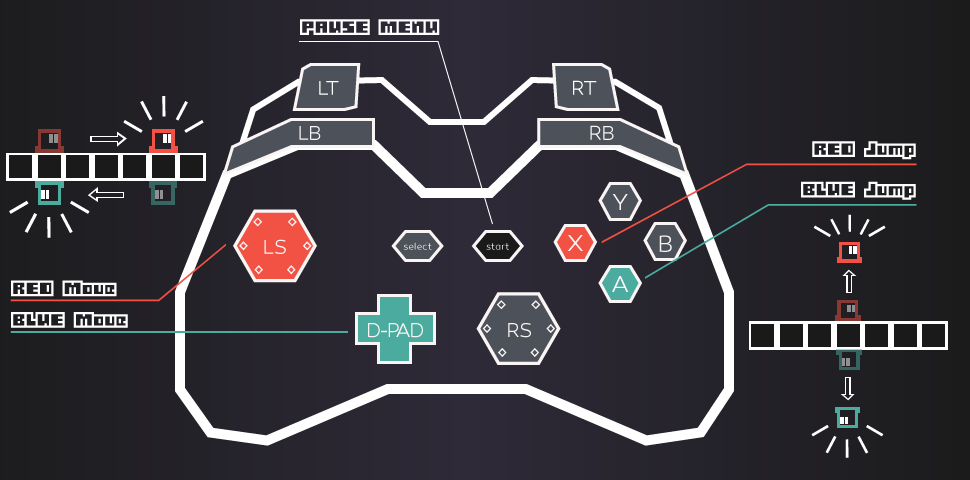 PAUSE MENU
LT
RT
LB
RB
RED Jump
Y
BLUE Jump
LS
select
start
X
B
RED Move
A
BLUE Move
D-PAD
RS